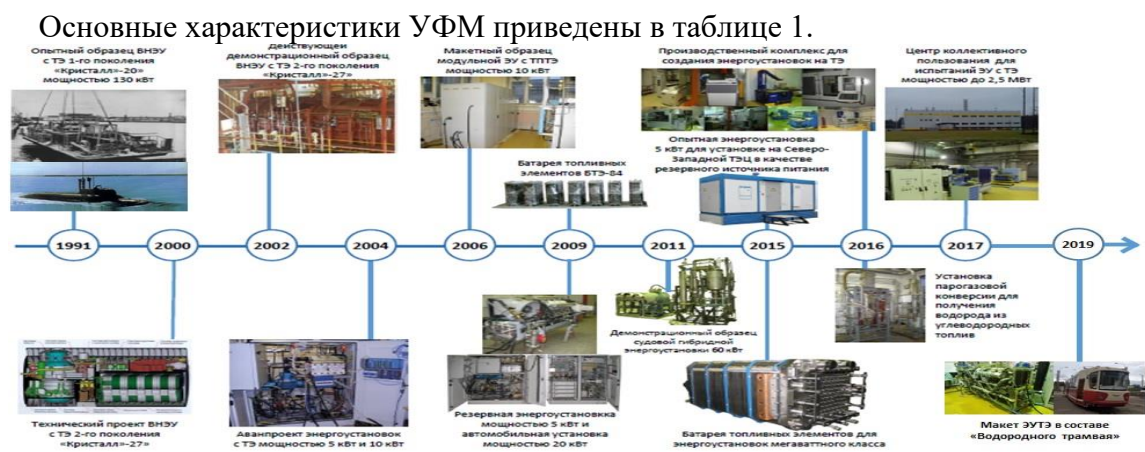 Основные характеристики УФМ приведены в таблице 1.
Опытный образец ВНЭУ
с ТЭ 1-го поколения
«Кристалл»-20»
мощностью 130 кВт
Действующей
демонстрационный образец
ВНЭУ с ТЭ 2-го поколения
«Кристалл-27»
Макетный образец
модульной ЭУ с ТПТЭ
мощностью 10 кВт
Батарея топливных
элементов БТЭ-84
Производственный комплекс для
создания энергоустановок на ТЭ
Опытная энергоустановка
5 кВт для установке на Северо-
Западной ТЭЦ в качестве
резервного источника питания
Центр коллективного
пользования для
испытаний ЭУ с ТЭ
мощностью до 2,5 МВт
1991
2000
2002
2004
2006
2009
2011
2015
2016
2017
2019
Технический проект ВНЭУ
с ТЭ 2-го поколения
«Кристалл»-27»
Аванпроект энергоустановок
с ТЭ мощностью 5 кВт и 10 кВт
Резервная энергоустановкка
мощностью 5 кВт и
автомобильная установка
мощностью 20 кВт
Демонстрационный образец
судовой гибридной
энергоустановки 60 кВт
Батарея топливных элементов для
энергоустановок мегаваттного класса
Установка
парогазовой
конверсии для
получения
водорода из
углеводородных
топлив
Макет ЭУТЭ в составе
«Водородного трамвая»